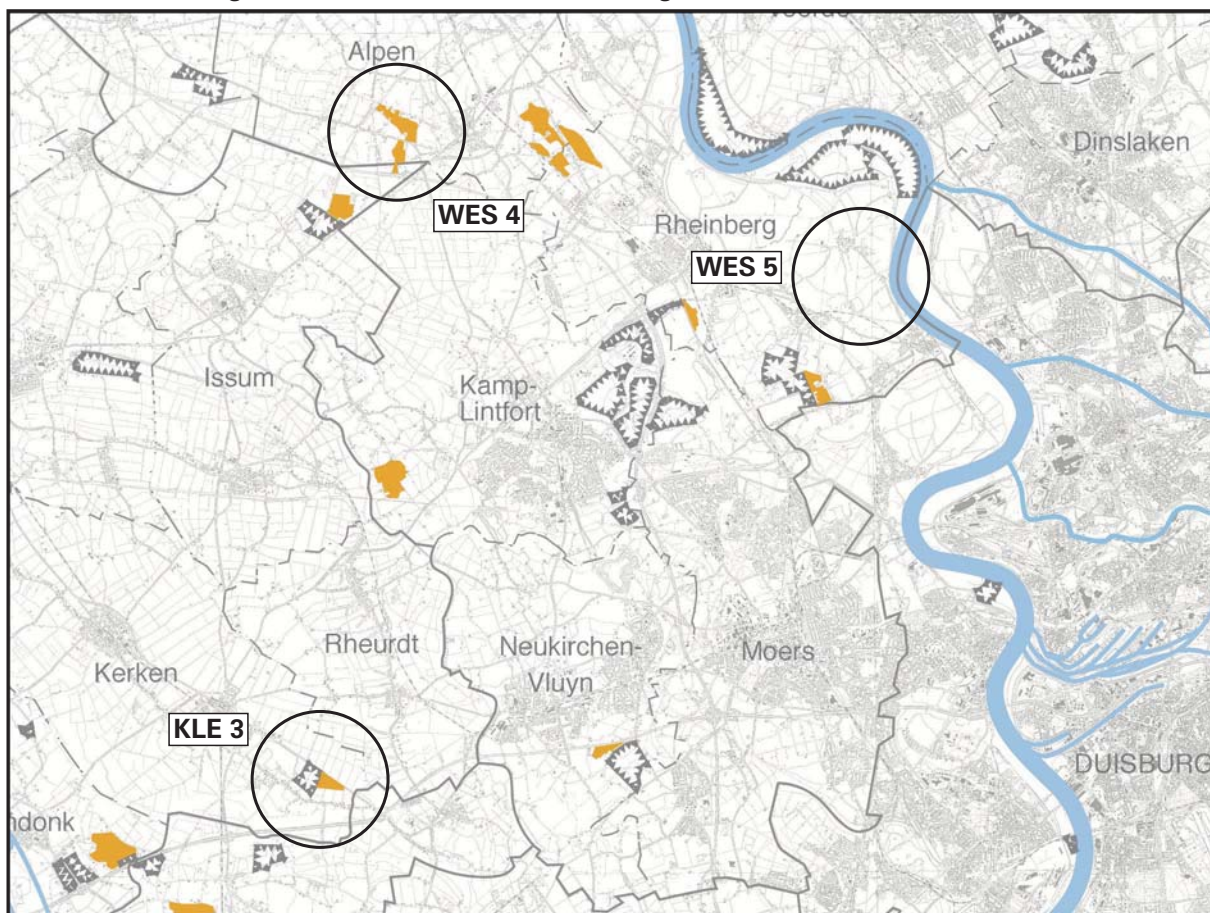 Alpen
Dinslaken
WES 4
Rheinberg
WES 5
Issum
Kamp-
Lintfort
Rheurdt
Neukirchen-
Vluyn
Moers
Kerken
KLE 3
DUISBURG